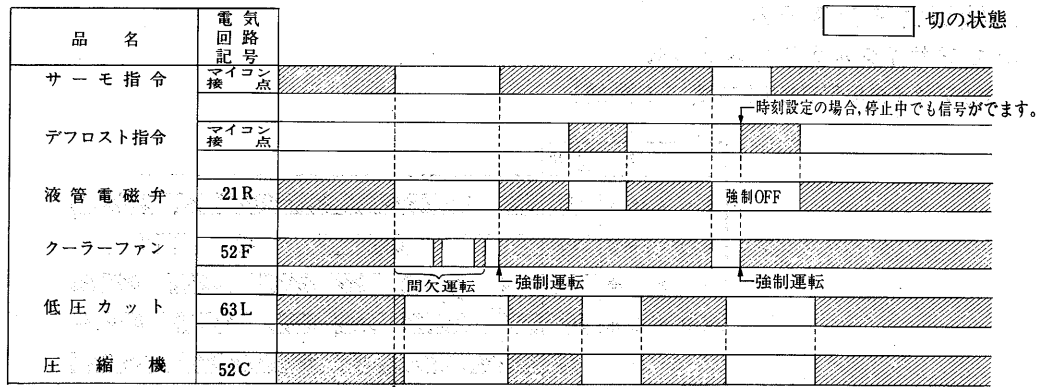 切の状態
品 名
電 気
回 路
記 号
サ ー モ 指 令
マイコン
接 点
時刻設定の場合，停止中でも信号がでます。
デフロスト指令
マイコン
接 点
液 管 電 磁 弁
21R
強制OFF
クーラーファン
52F
間欠運転
強制運転
強制運転
低 圧 カ ッ ト
63L
圧 縮 機
52C